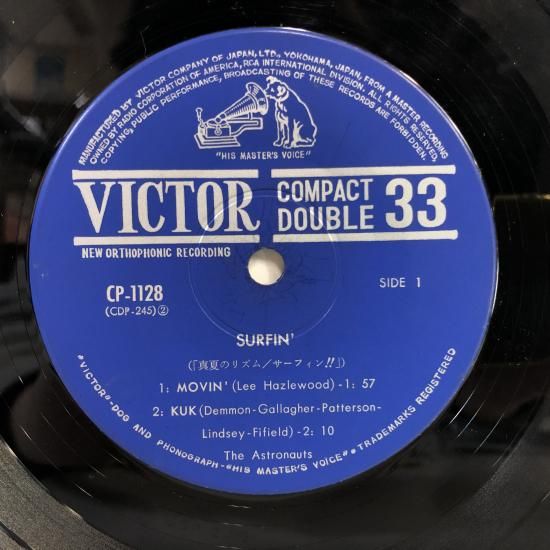 MANUFACTURED BY VICTOR COMPANY OF JAPAN, LTD., YOKOHAMA, JAPAN, FROM A MASTER RECORDING
OWNED BY RADIO CORPORATION OF AMERICA, RCA INTERNATIONAL DIVISION. ALL RIGHTS RESERVED.
COPYING, PUBLIC PERFORMANCE, BROADCASTING OF THESE RECORDS ARE FORBIDDEN.
"HIS MASTER'S VOICE"
VICTOR COMPACT DOUBLE 33
NEW ORTHOPHONIC RECORDING
CP-1128
(CDP-245)②
SIDE 1
SURFIN'
(『真夏のリズム/サーフィン!!』)
1: MOVIN' (Lee Hazlewood)-1: 57
2: KUK (Demmon-Gallagher-Patterson-
Lindsey-Fifield)-2: 10
The Astronauts
"VICTOR"-DOG AND PHONOGRAPH-"HIS MASTER'S VOICE" TRADEMARKS REGISTERED